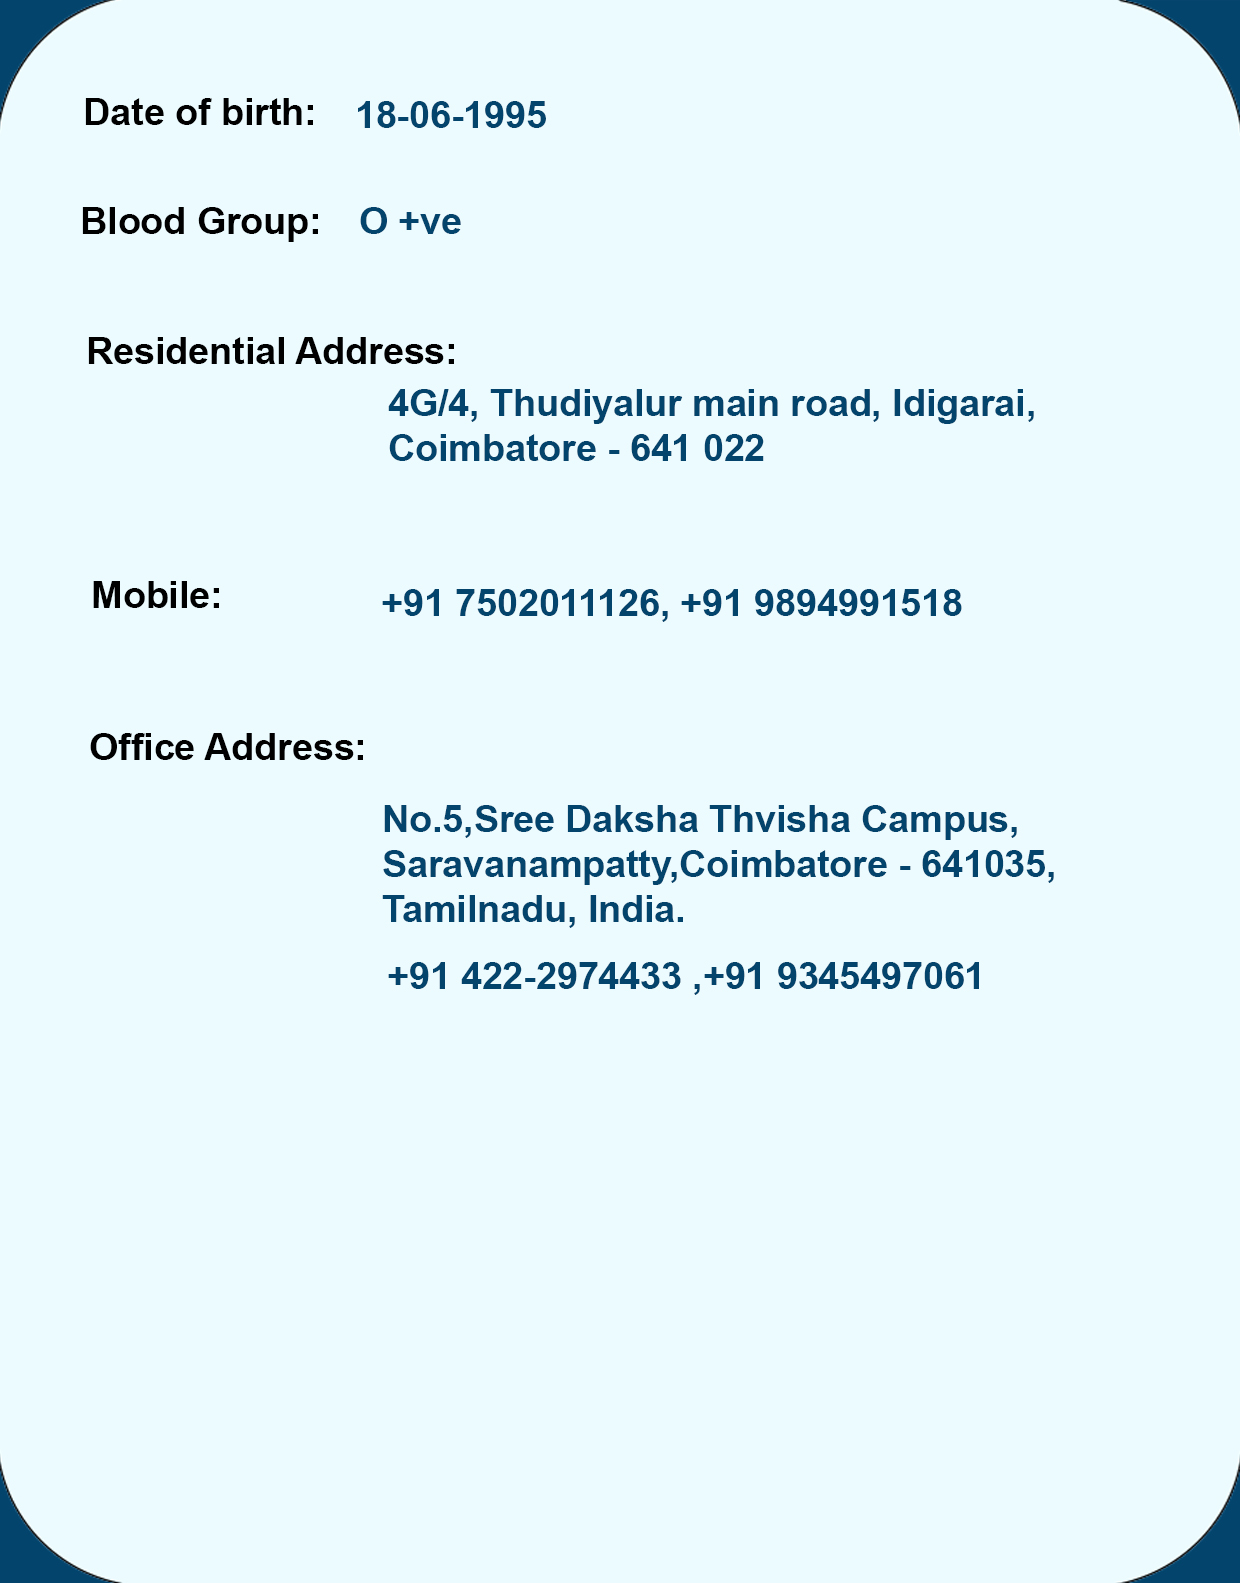 Date of birth: 18-06-1995
Blood Group: O +ve
Residential Address:
4G/4, Thudiyalur main road, Idigarai,
Coimbatore - 641 022
Mobile: +91 7502011126, +91 9894991518
Office Address:
No.5,Sree Daksha Thvisha Campus,
Saravanampatty,Coimbatore - 641035,
Tamilnadu, India.
+91 422-2974433 ,+91 9345497061